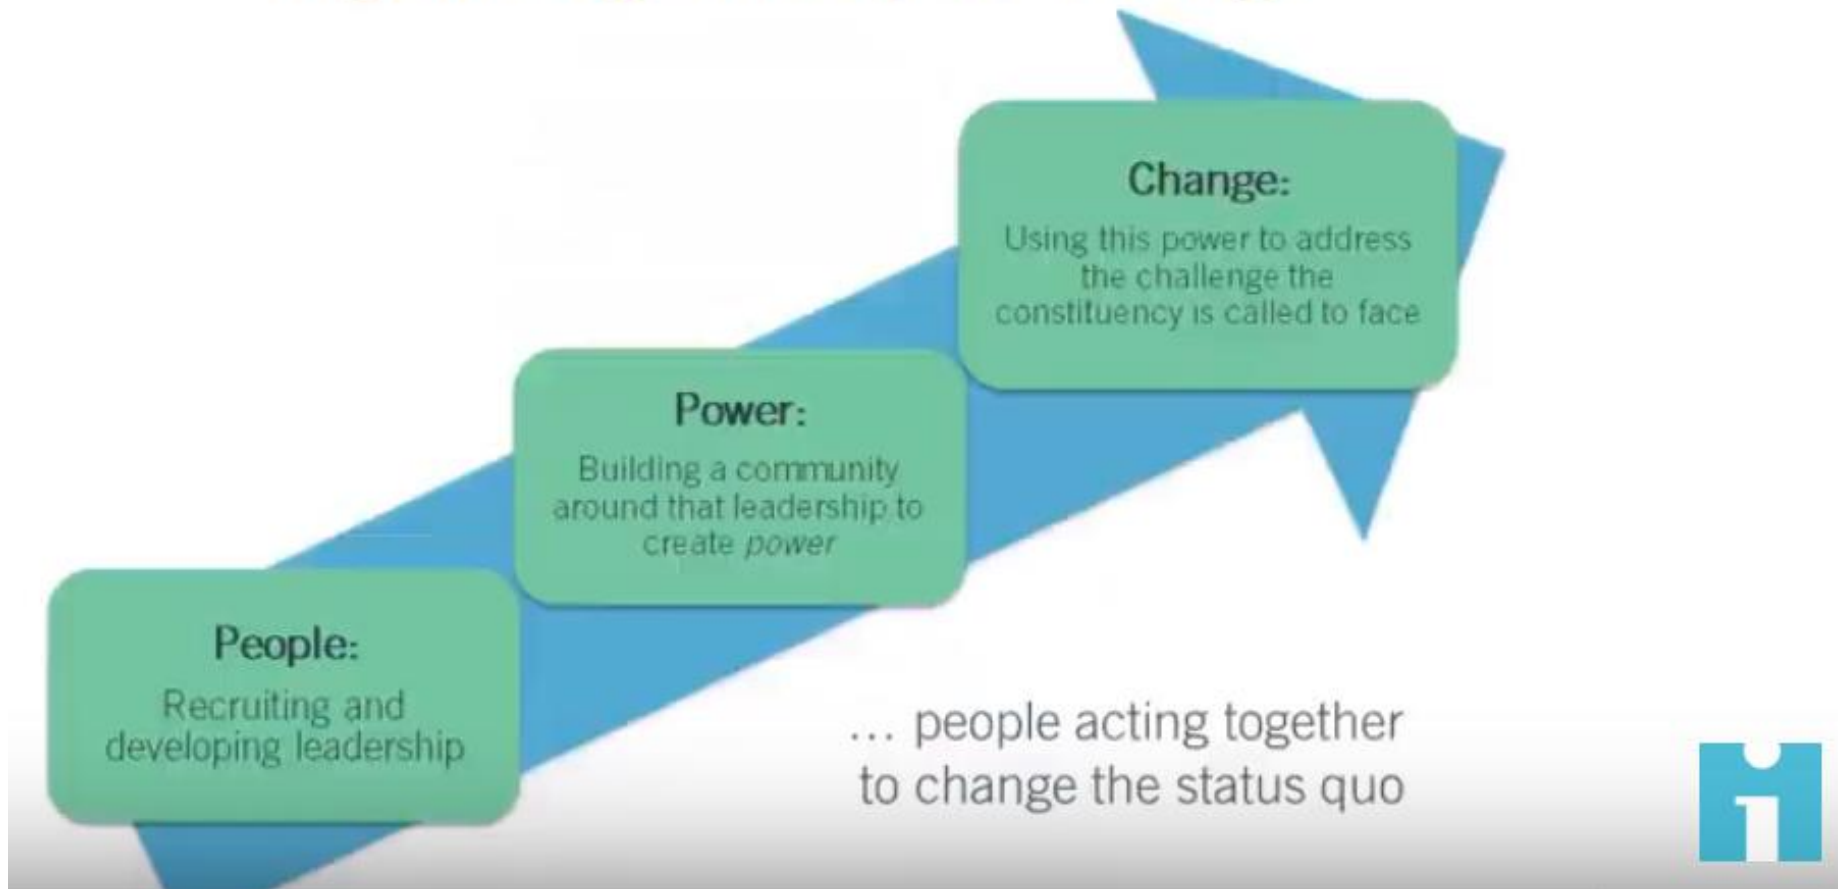 Change:
Using this power to address
the challenge the
constituency is called to face
Power:
Building a community
around that leadership to
create power
People:
Recruiting and
developing leadership
... people acting together
to change the status quo